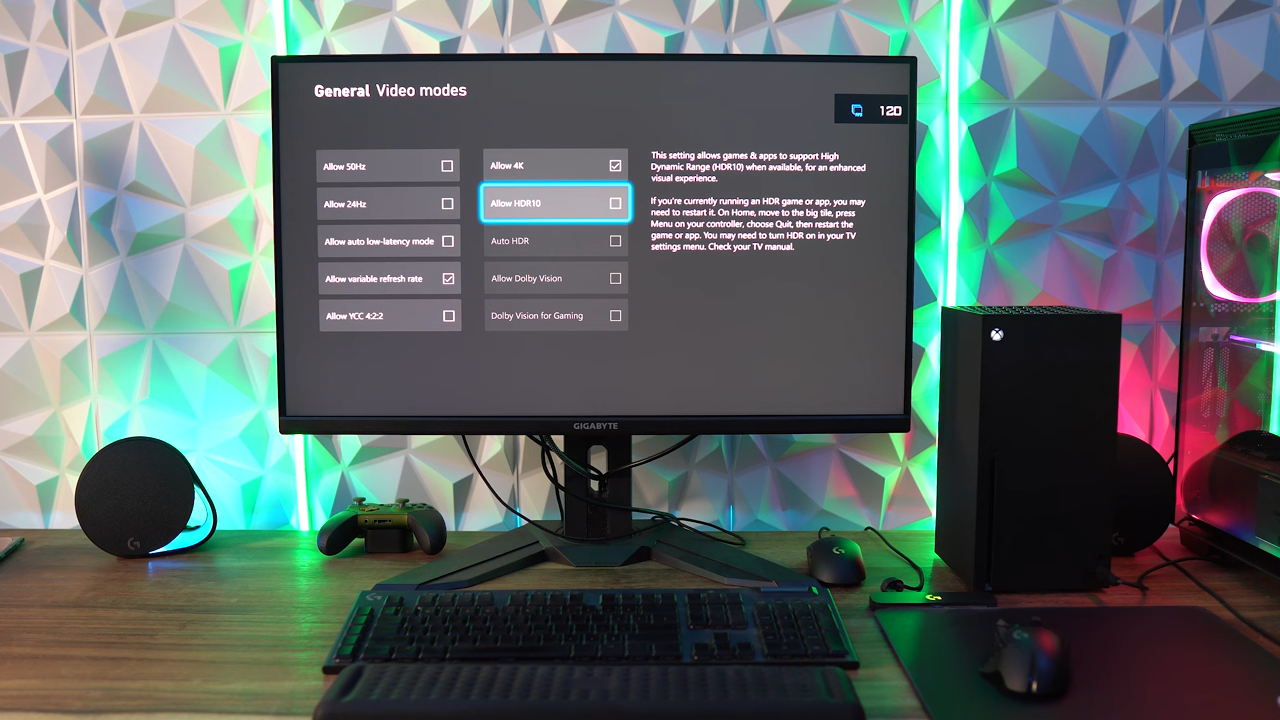 General Video modes
120
Allow 50Hz
Allow 24Hz
Allow auto low-latency mode
Allow variable refresh rate
Allow YCC 4:2:2
Allow 4K
Allow HDR10
Auto HDR
Allow Dolby Vision
Dolby Vision for Gaming
This setting allows games & apps to support High
Dynamic Range (HDR10) when available, for an enhanced
visual experience.
If you're currently running an HDR game or app, you may
need to restart it. On Home, move to the big tile, press
Menu on your controller, choose Quit, then restart the
game or app. You may need to turn HDR on in your TV
settings menu. Check your TV manual.
GIGABYTE